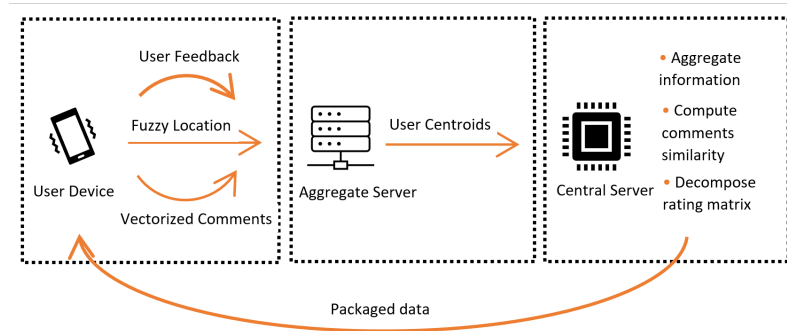 User Feedback
Fuzzy Location
User Device
Vectorized Comments
User Centroids
Aggregate Server
Central Server
• Aggregate
information
• Compute
comments
similarity
• Decompose
rating matrix
Packaged data